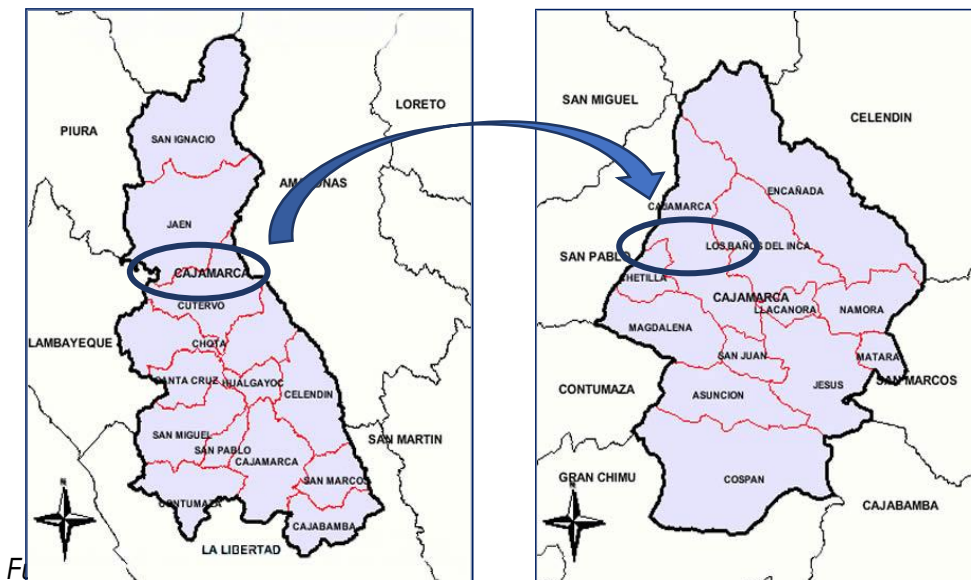 LORETO
PIURA
SAN IGNACIO
AMAZONAS
JAEN
CAJAMARCA
CUTERVO
LAMBAYEQUE
CHOTA
SANTA CRUZ
HUALGAYOC
CELENDIN
SAN MIGUEL
SAN PABLO
SAN MARTIN
CAJAMARCA
SAN MARCOS
CONTUMAZA
CAJABAMBA
LA LIBERTAD
N
SAN MIGUEL
CELENDIN
ENCAÑADA
CAJAMARCA
LOS BAÑOS DEL INCA
SAN PABLO
CHETILLA
CAJAMARCA
LLACANORA
NAMORA
MAGDALENA
SAN JUAN
MATARA
SAN MARCOS
JESUS
CONTUMAZA
ASUNCION
GRAN CHIMU
COSPAN
CAJABAMBA
N